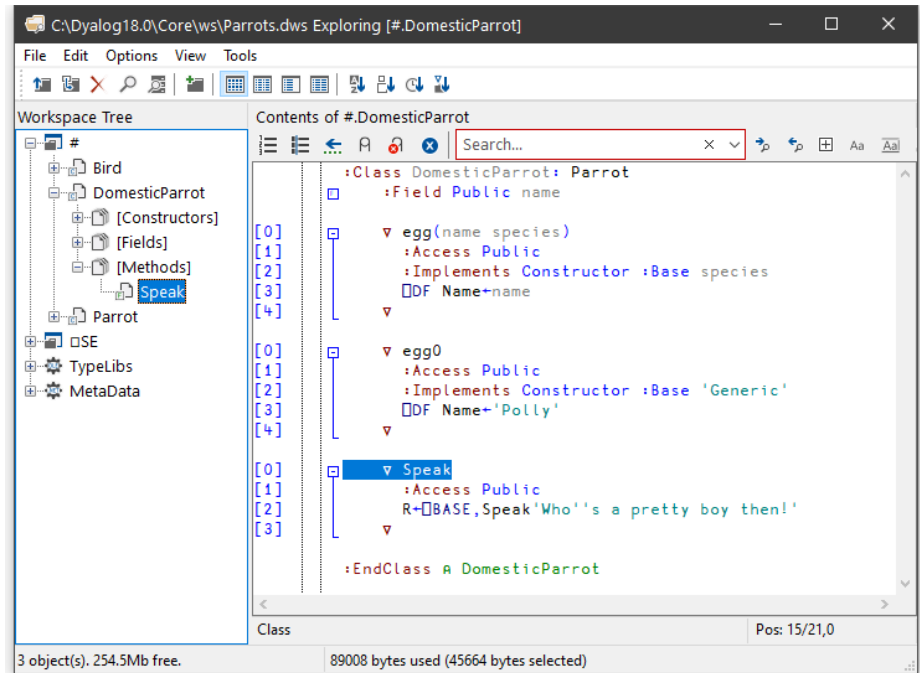 C:\Dyalog18.0\Core\ws\Parrots.dws Exploring [#.DomesticParrot]
File Edit Options View Tools
Workspace Tree
#
Bird
DomesticParrot
[Constructors]
[Fields]
[Methods]
Speak
Parrot
⎕SE
TypeLibs
MetaData
Contents of #.DomesticParrot
Search...
Aa Aa
:Class DomesticParrot: Parrot
:Field Public name
[0] ∇ egg(name species)
[1] :Access Public
[2] :Implements Constructor :Base species
[3] ⎕DF Name←name
[4] ∇
[0] ∇ egg0
[1] :Access Public
[2] :Implements Constructor :Base 'Generic'
[3] ⎕DF Name←'Polly'
[4] ∇
[0] ∇ Speak
[1] :Access Public
[2] R←⎕BASE,Speak'Who''s a pretty boy then!'
[3] ∇
:EndClass ⍝ DomesticParrot
Class Pos: 15/21,0
3 object(s). 254.5Mb free. 89008 bytes used (45664 bytes selected)